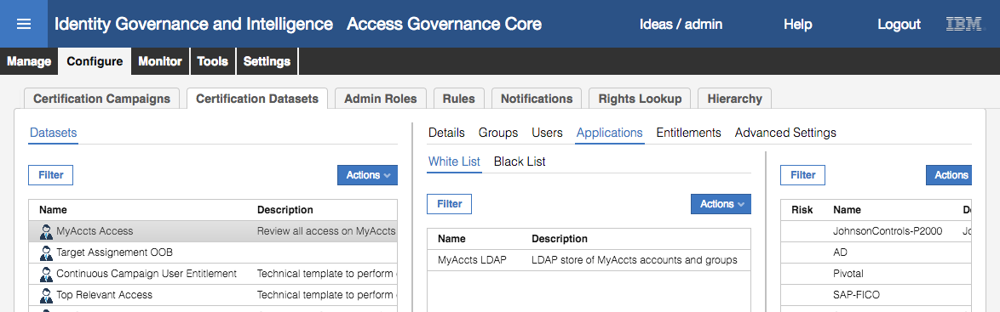 Identity Governance and Intelligence Access Governance Core Ideas / admin Help Logout IBM
Manage Configure Monitor Tools Settings
Certification Campaigns Certification Datasets Admin Roles Rules Notifications Rights Lookup Hierarchy
Datasets
Filter Actions
Name Description
MyAccts Access Review all access on MyAccts
Target Assignement OOB
Continuous Campaign User Entitlement Technical template to perform
Top Relevant Access Technical template to perform
Details Groups Users Applications Entitlements Advanced Settings
White List Black List
Filter Actions
Name Description
MyAccts LDAP LDAP store of MyAccts accounts and groups
Filter Actions
Risk Name
JohnsonControls-P2000
AD
Pivotal
SAP-FICO